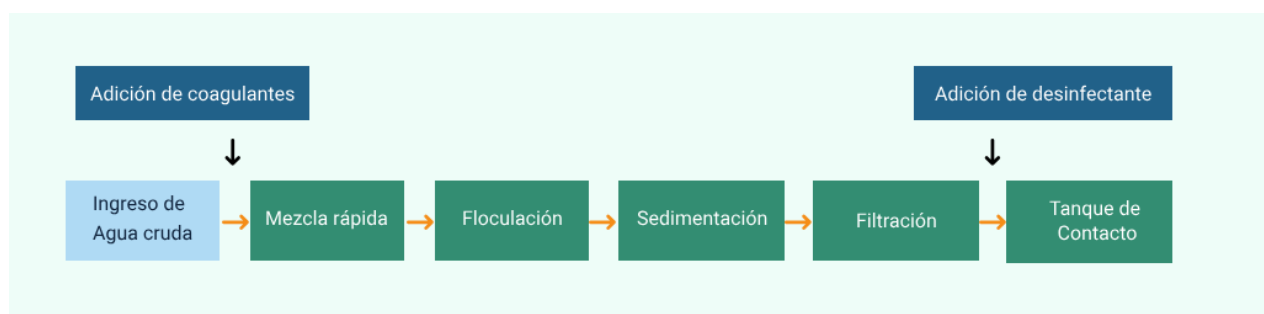 Adición de coagulantes
Adición de desinfectante
Ingreso de
Agua cruda
Mezcla rápida
Floculación
Sedimentación
Filtración
Tanque de
Contacto